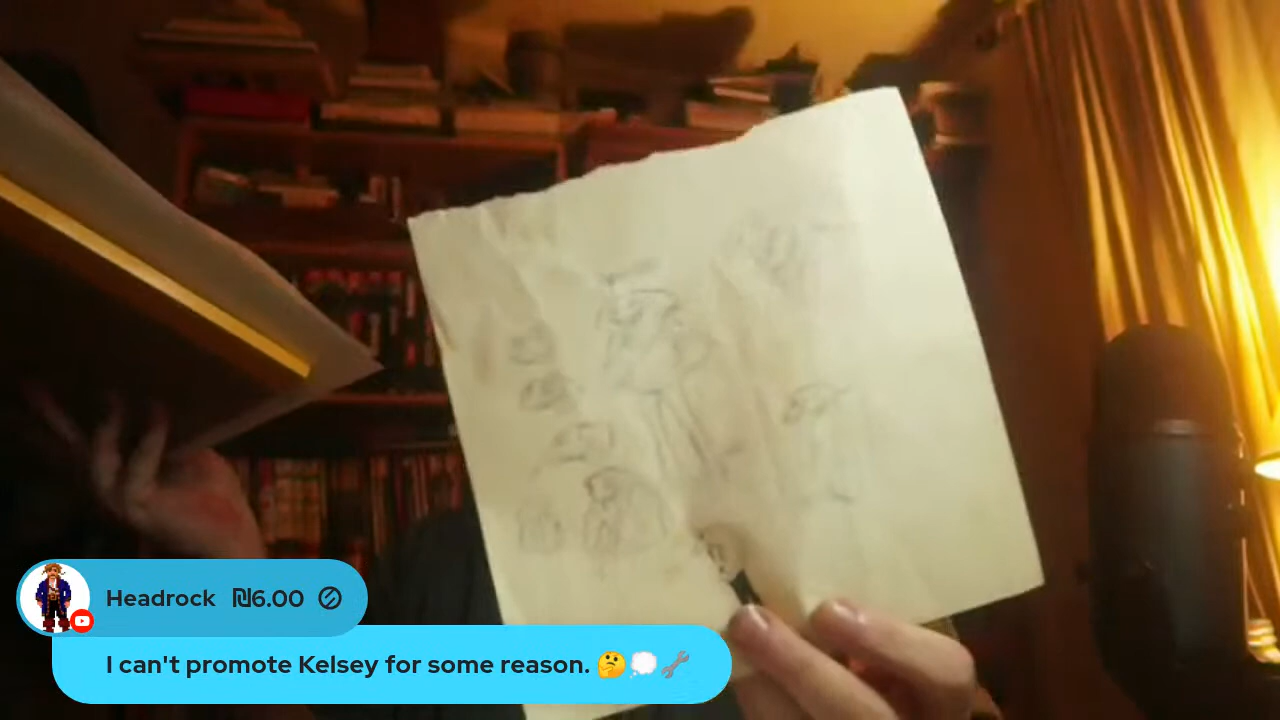 Headrock ₪6.00
I can't promote Kelsey for some reason. 🤔💭🔧